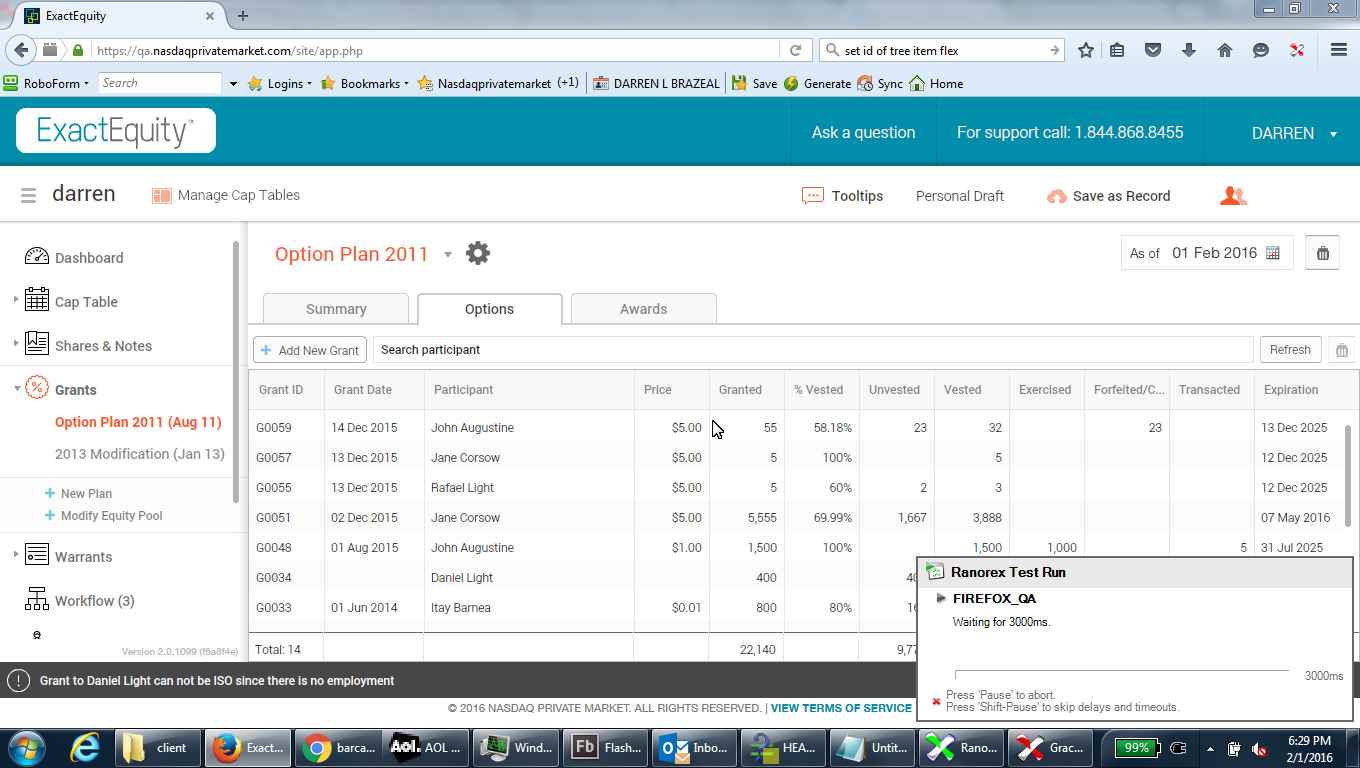 ExactEquity
https://qa.nasdaqprivatemarket.com/site/app.php
set id of tree item flex
RoboForm
Search
Logins
Bookmarks
Nasdaqprivatemarket (+1)
DARREN L BRAZEAL
Save
Generate
Sync
Home
ExactEquity™
Ask a question
For support call: 1.844.868.8455
DARREN
darren
Manage Cap Tables
Tooltips
Personal Draft
Save as Record
Dashboard
Cap Table
Shares & Notes
Grants
Option Plan 2011 (Aug 11)
2013 Modification (Jan 13)
+ New Plan
+ Modify Equity Pool
Warrants
Workflow (3)
Version 2.0.1099 (f6a8f4e)
Option Plan 2011
As of 01 Feb 2016
Summary
Options
Awards
+ Add New Grant
Search participant
Refresh
Grant ID Grant Date Participant Price Granted % Vested Unvested Vested Exercised Forfeited/C... Transacted Expiration
G0059 14 Dec 2015 John Augustine $5.00 55 58.18% 23 32 23 13 Dec 2025
G0057 13 Dec 2015 Jane Corsow $5.00 5 100% 5 12 Dec 2025
G0055 13 Dec 2015 Rafael Light $5.00 5 60% 2 3 12 Dec 2025
G0051 02 Dec 2015 Jane Corsow $5.00 5,555 69.99% 1,667 3,888 07 May 2016
G0048 01 Aug 2015 John Augustine $1.00 1,500 100% 1,500 1,000 5 31 Jul 2025
G0034 Daniel Light 400
G0033 01 Jun 2014 Itay Barnea $0.01 800 80%
Total: 14 22,140
Ranorex Test Run
FIREFOX_QA
Waiting for 3000ms.
3000ms
Press 'Pause' to abort.
Press 'Shift-Pause' to skip delays and timeouts.
Grant to Daniel Light can not be ISO since there is no employment
© 2016 NASDAQ PRIVATE MARKET. ALL RIGHTS RESERVED. | VIEW TERMS OF SERVICE
client
Exact...
barca...
Aol. AOL ...
Wind...
Fb Flash...
Inbo...
HEA...
Untit...
Rano...
Grac...
99%
6:29 PM
2/1/2016